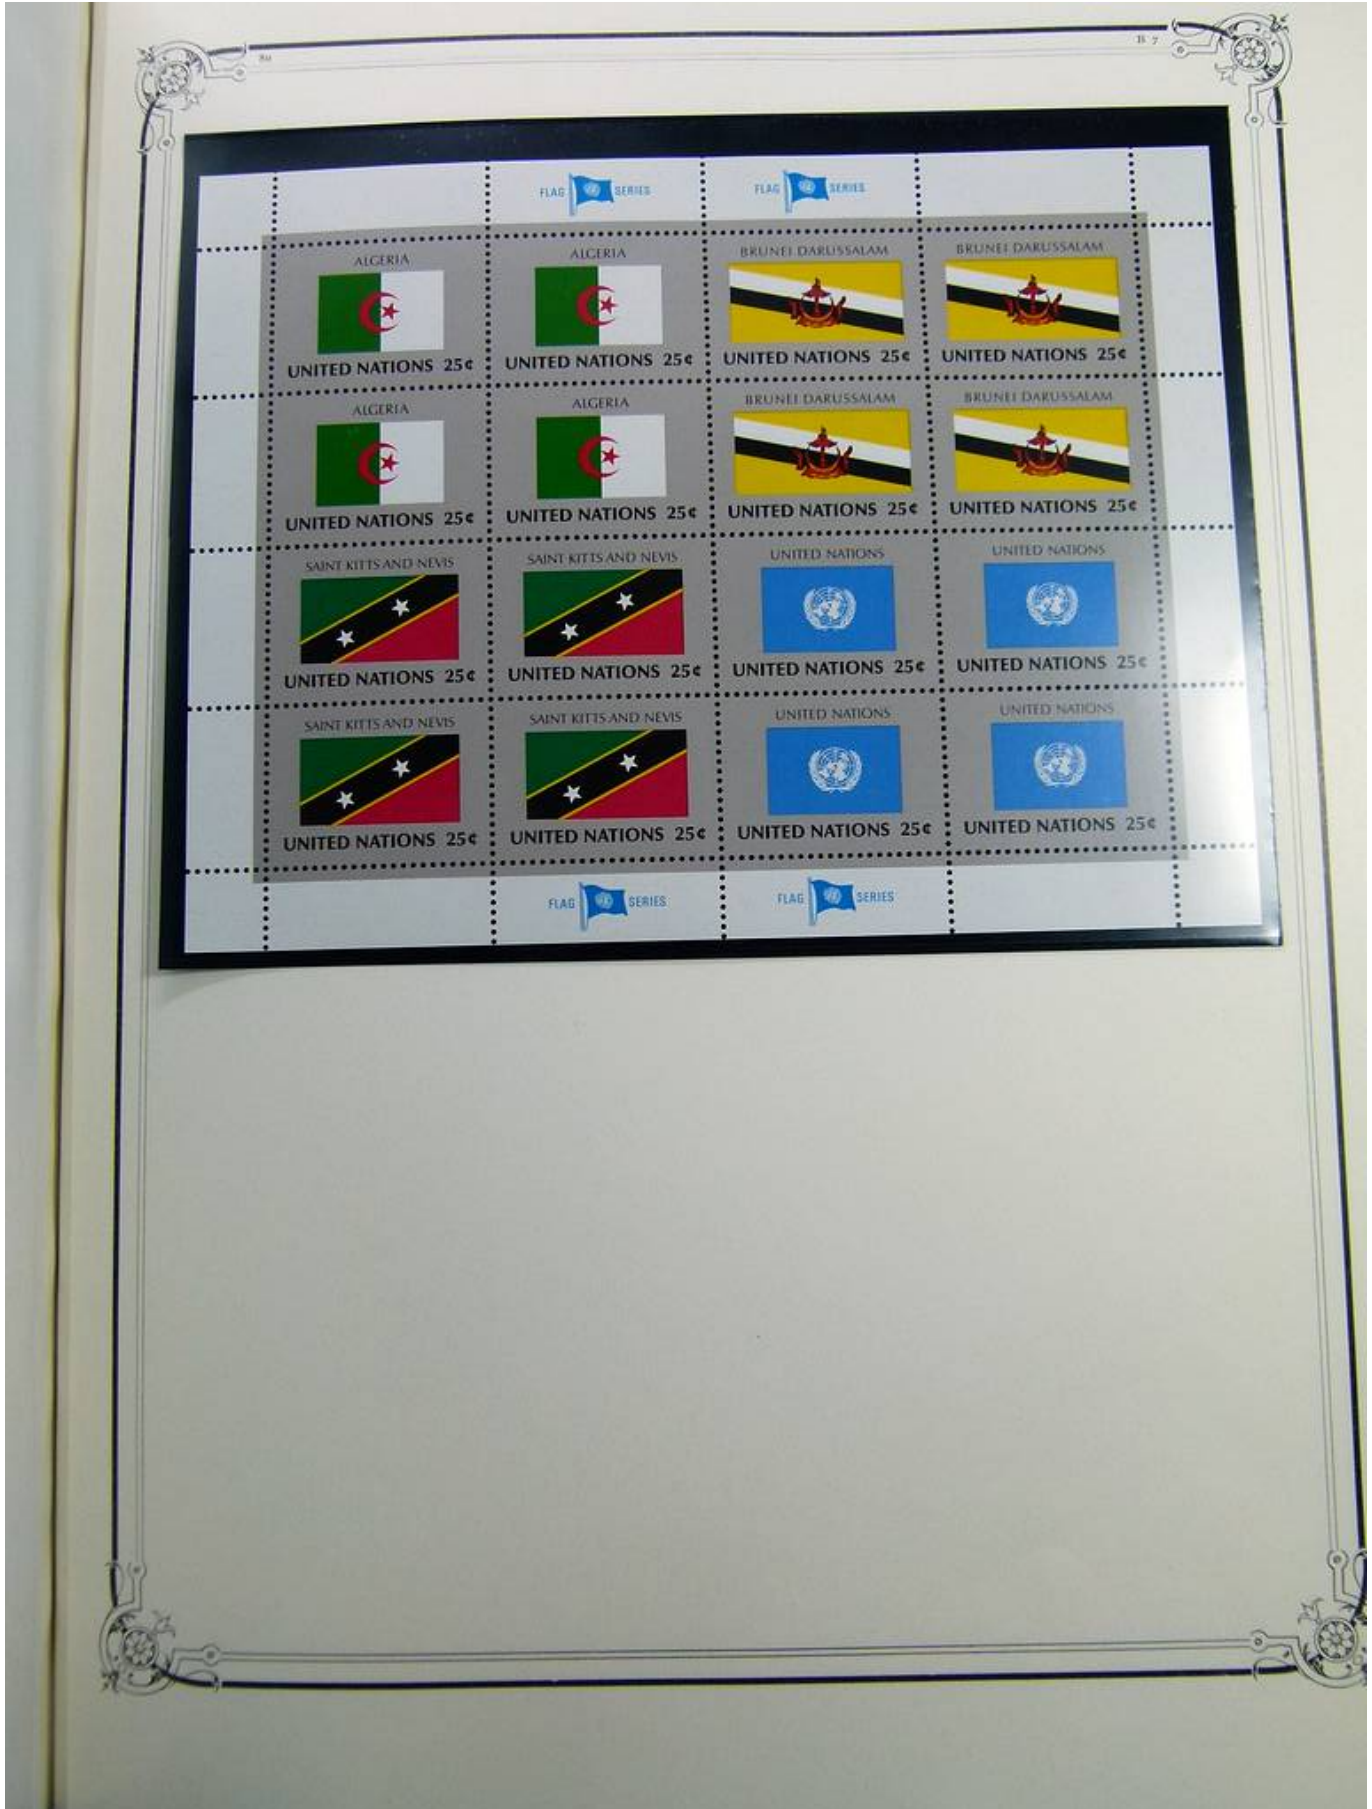 80
B 7
FLAG SERIES FLAG SERIES
ALGERIA ALGERIA BRUNEI DARUSSALAM BRUNEI DARUSSALAM
UNITED NATIONS 25¢ UNITED NATIONS 25¢ UNITED NATIONS 25¢ UNITED NATIONS 25¢
ALGERIA ALGERIA BRUNEI DARUSSALAM BRUNEI DARUSSALAM
UNITED NATIONS 25¢ UNITED NATIONS 25¢ UNITED NATIONS 25¢ UNITED NATIONS 25¢
SAINT KITTS AND NEVIS SAINT KITTS AND NEVIS UNITED NATIONS UNITED NATIONS
UNITED NATIONS 25¢ UNITED NATIONS 25¢ UNITED NATIONS 25¢ UNITED NATIONS 25¢
SAINT KITTS AND NEVIS SAINT KITTS AND NEVIS UNITED NATIONS UNITED NATIONS
UNITED NATIONS 25¢ UNITED NATIONS 25¢ UNITED NATIONS 25¢ UNITED NATIONS 25¢
FLAG SERIES FLAG SERIES